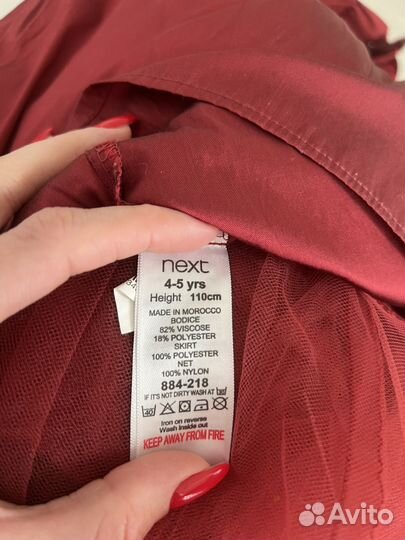 next
4-5 yrs
Height 110cm
MADE IN MOROCCO
BODICE
82% VISCOSE
18% POLYESTER
SKIRT
100% POLYESTER
NET
100% NYLON
884-218
IF IT'S NOT DIRTY WASH AT 30
40
Iron on reverse
Wash inside out
KEEP AWAY FROM FIRE
Avito